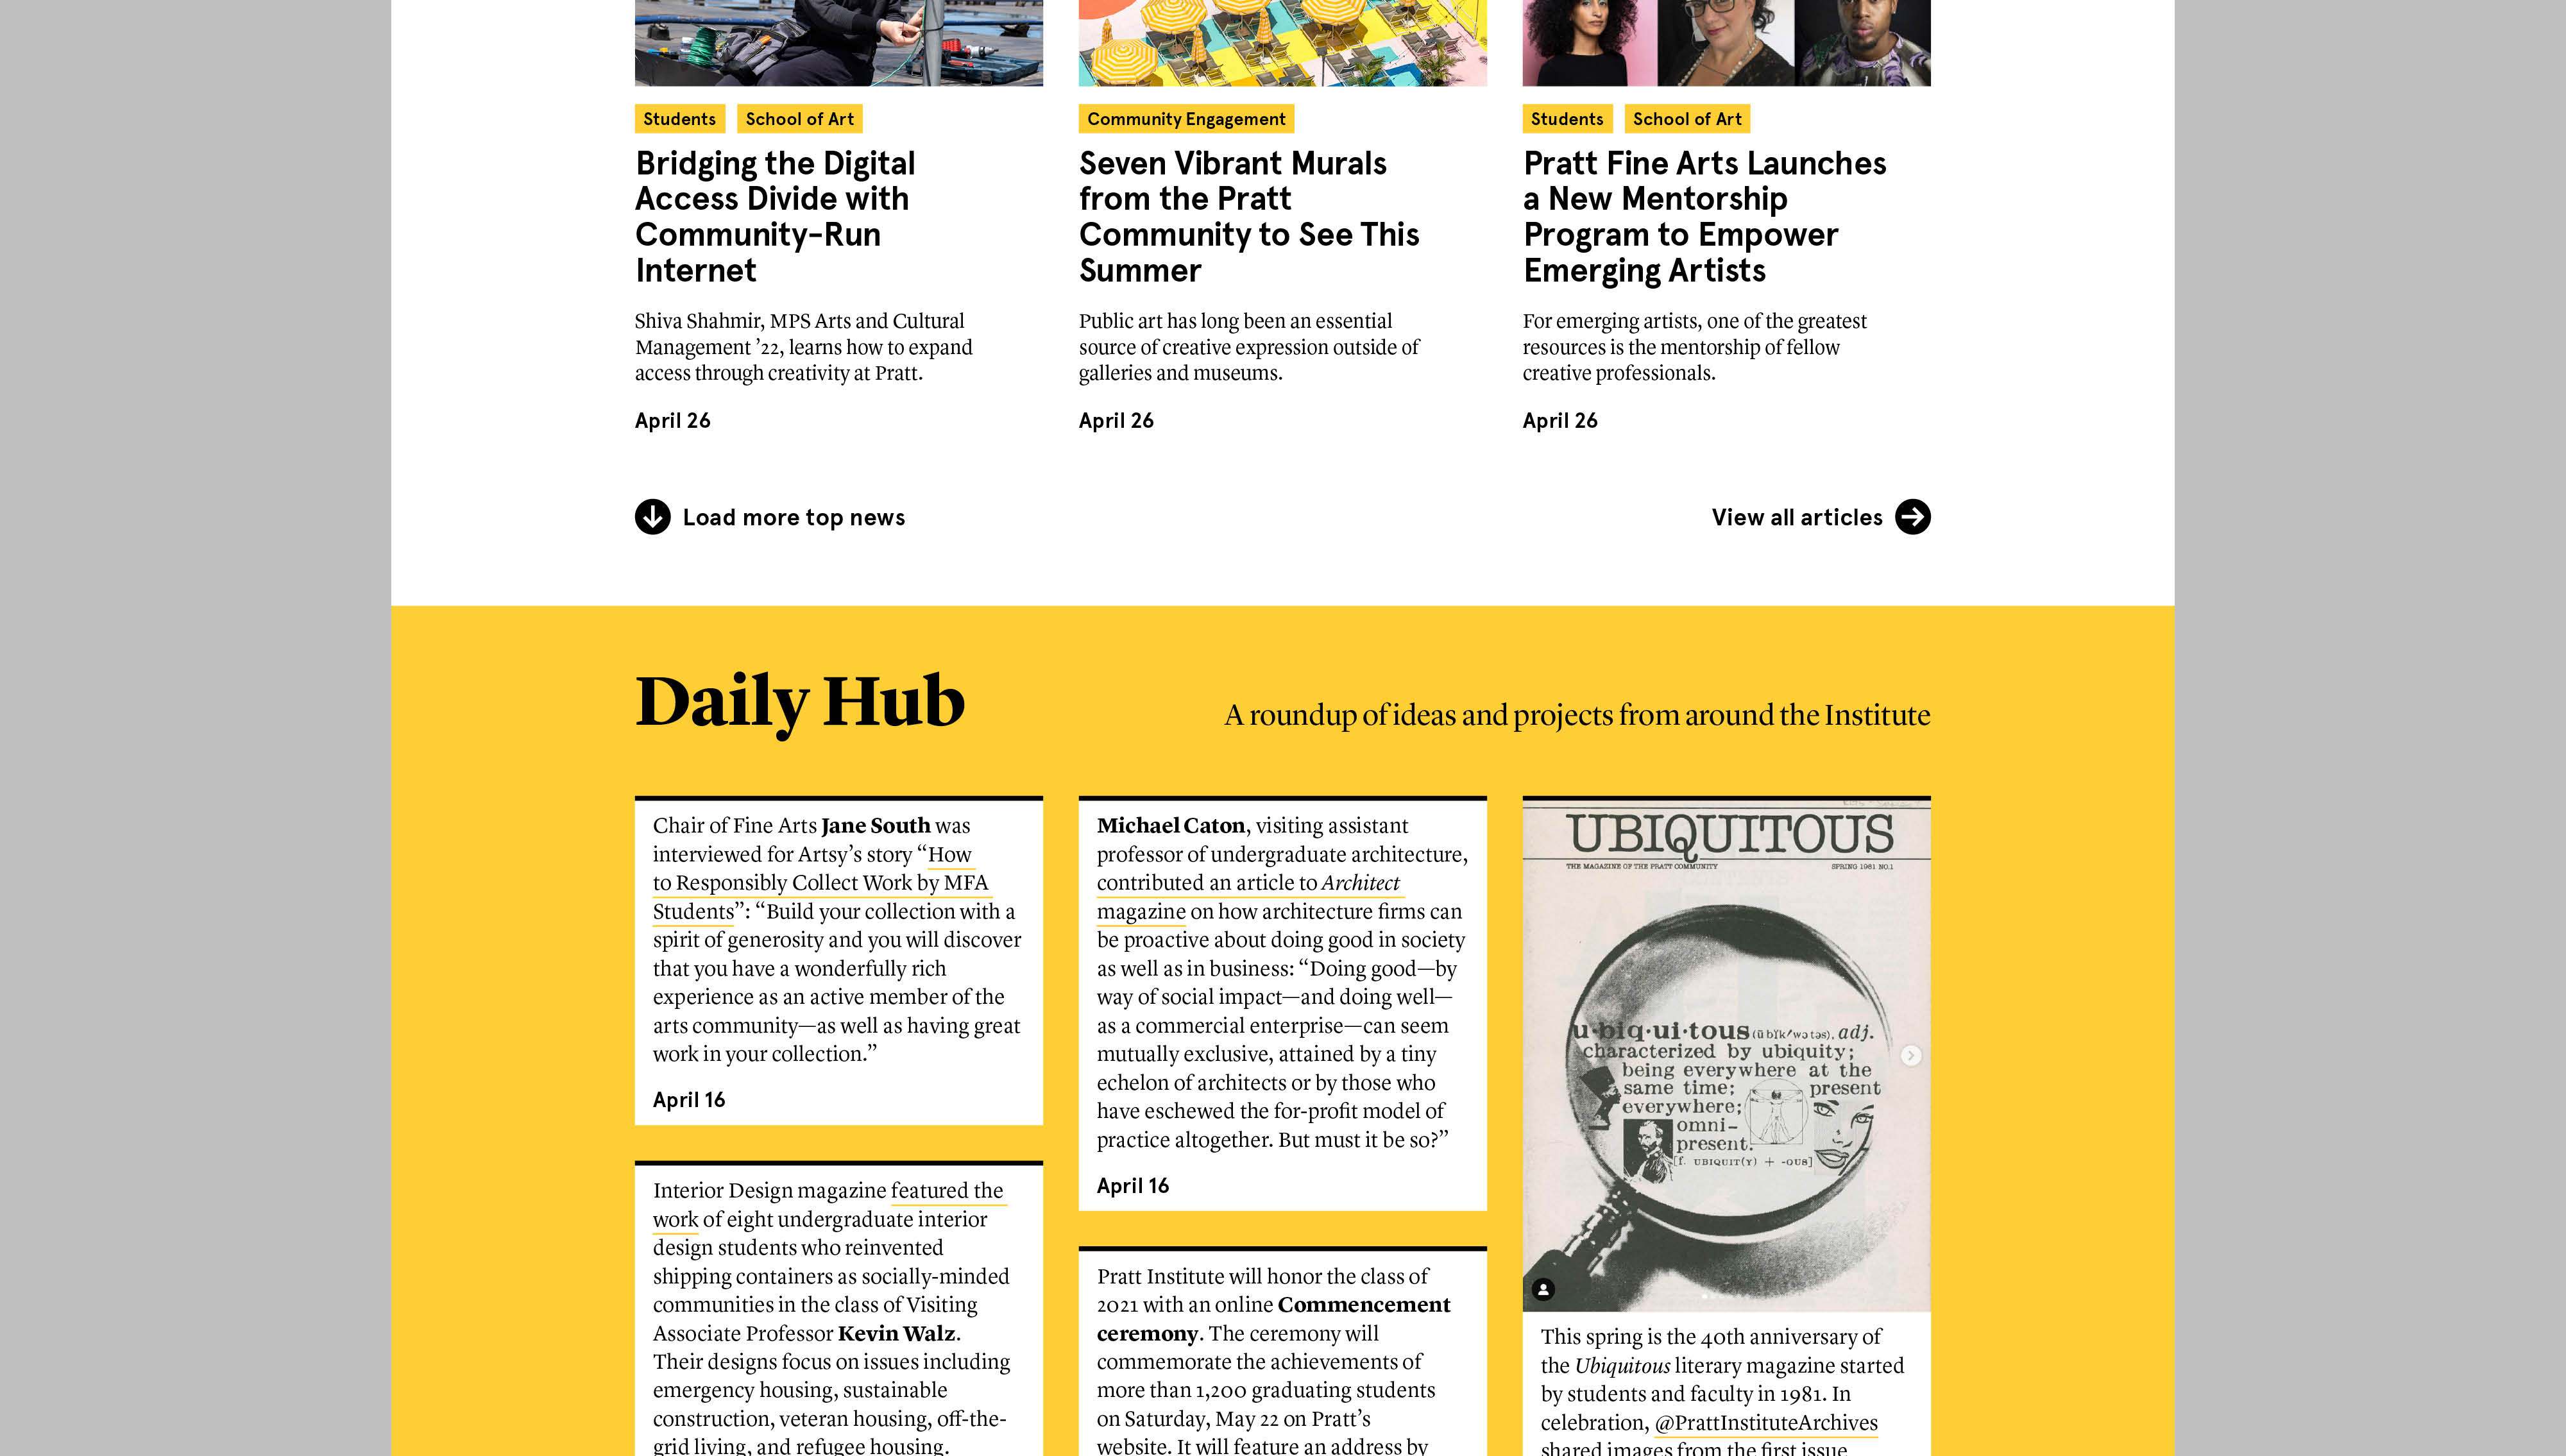 Students
School of Art
Bridging the Digital
Access Divide with
Community-Run
Internet
Shiva Shahmir, MPS Arts and Cultural
Management ’22, learns how to expand
access through creativity at Pratt.
April 26
Community Engagement
Seven Vibrant Murals
from the Pratt
Community to See This
Summer
Public art has long been an essential
source of creative expression outside of
galleries and museums.
April 26
Students
School of Art
Pratt Fine Arts Launches
a New Mentorship
Program to Empower
Emerging Artists
For emerging artists, one of the greatest
resources is the mentorship of fellow
creative professionals.
April 26
Load more top news
View all articles
Daily Hub
A roundup of ideas and projects from around the Institute
Chair of Fine Arts Jane South was
interviewed for Artsy’s story “How
to Responsibly Collect Work by MFA
Students”: “Build your collection with a
spirit of generosity and you will discover
that you have a wonderfully rich
experience as an active member of the
arts community—as well as having great
work in your collection.”
April 16
Interior Design magazine featured the
work of eight undergraduate interior
design students who reinvented
shipping containers as socially-minded
communities in the class of Visiting
Associate Professor Kevin Walz.
Their designs focus on issues including
emergency housing, sustainable
construction, veteran housing, off-the-
grid living, and refugee housing.
Michael Caton, visiting assistant
professor of undergraduate architecture,
contributed an article to Architect
magazine on how architecture firms can
be proactive about doing good in society
as well as in business: “Doing good—by
way of social impact—and doing well—
as a commercial enterprise—can seem
mutually exclusive, attained by a tiny
echelon of architects or by those who
have eschewed the for-profit model of
practice altogether. But must it be so?”
April 16
Pratt Institute will honor the class of
2021 with an online Commencement
ceremony. The ceremony will
commemorate the achievements of
more than 1,200 graduating students
on Saturday, May 22 on Pratt’s
website. It will feature an address by
UBIQUITOUS
THE MAGAZINE OF THE PRATT COMMUNITY
SPRING 1981 NO.1
u·biq·ui·tous (ū bĭk′wə təs), adj.
characterized by ubiquity;
being everywhere at the
same time; present
everywhere;
omni-
present.
[f. UBIQUIT(Y) + -OUS]
This spring is the 40th anniversary of
the Ubiquitous literary magazine started
by students and faculty in 1981. In
celebration, @PrattInstituteArchives
shared images from the first issue